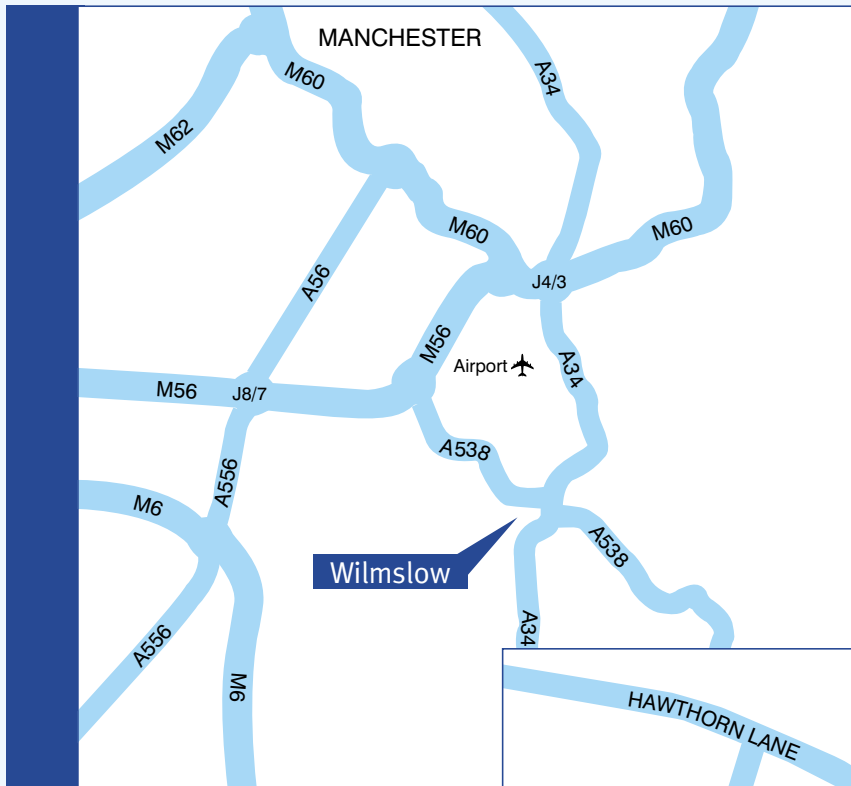 MANCHESTER
M60
A34
M62
M60
M60
A56
J4/3
M56
Airport
A34
M56
J8/7
A538
A556
M6
A538
Wilmslow
A34
A556
M6
HAWTHORN LANE